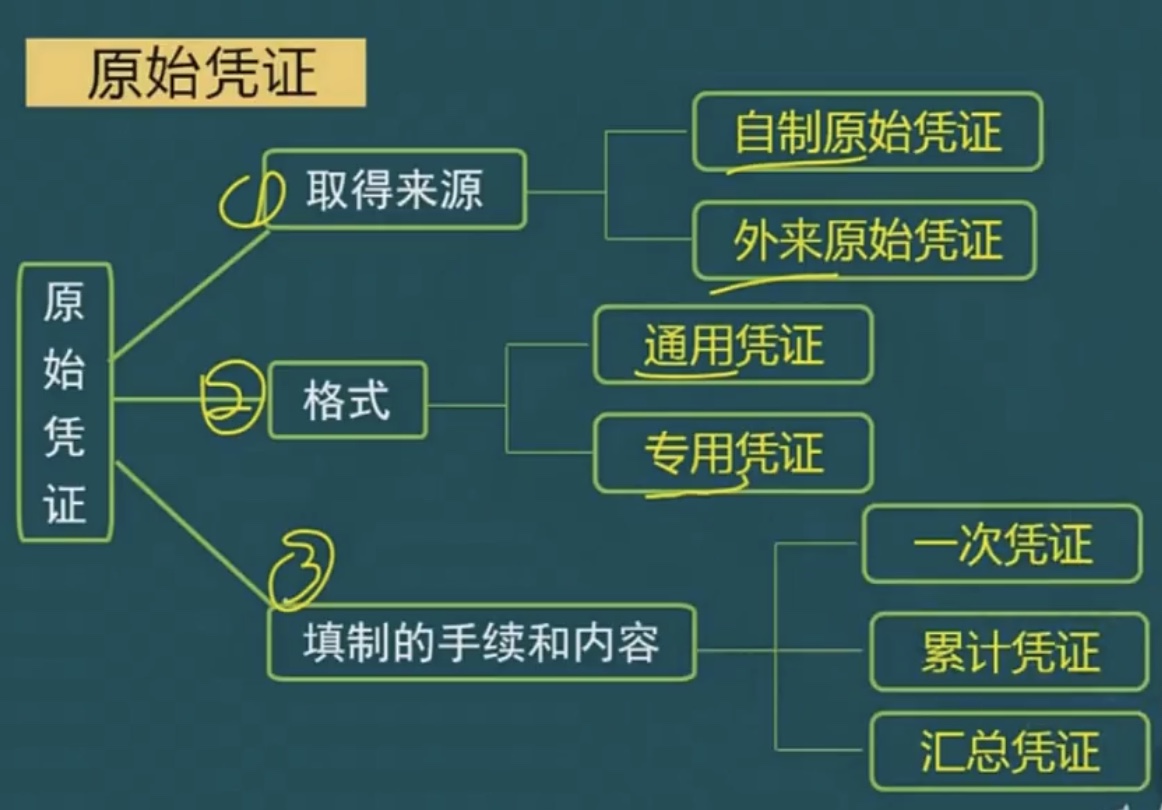 原始凭证
原始凭证
① 取得来源
自制原始凭证
外来原始凭证
② 格式
通用凭证
专用凭证
③
填制的手续和内容
一次凭证
累计凭证
汇总凭证